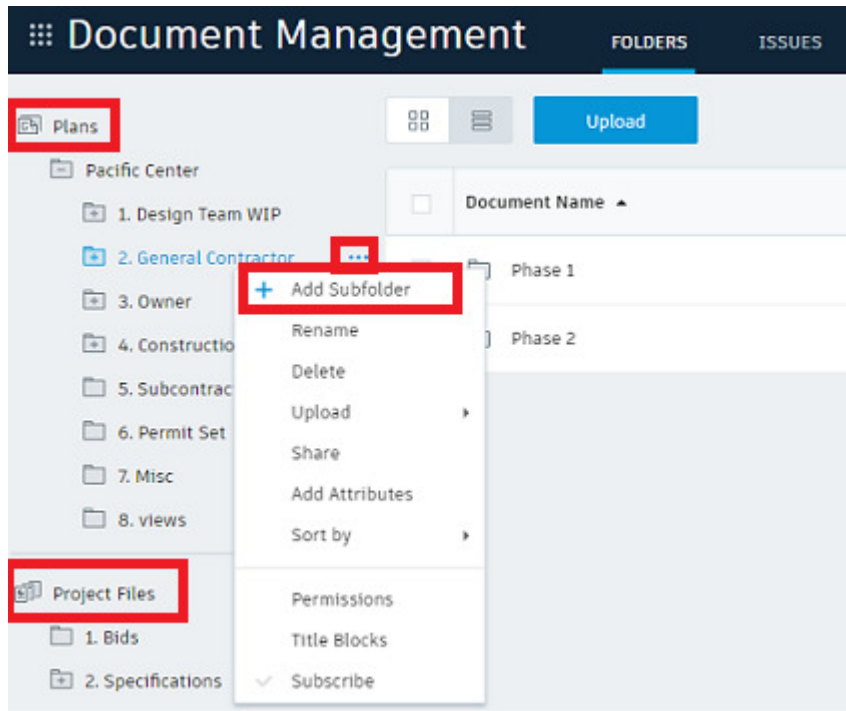 Document Management
FOLDERS
ISSUES
Plans
Pacific Center
1. Design Team WIP
2. General Contractor
3. Owner
4. Constructio
5. Subcontrac
6. Permit Set
7. Misc
8. views
Project Files
1. Bids
2. Specifications
Upload
Document Name
Phase 1
Phase 2
Add Subfolder
Rename
Delete
Upload
Share
Add Attributes
Sort by
Permissions
Title Blocks
Subscribe